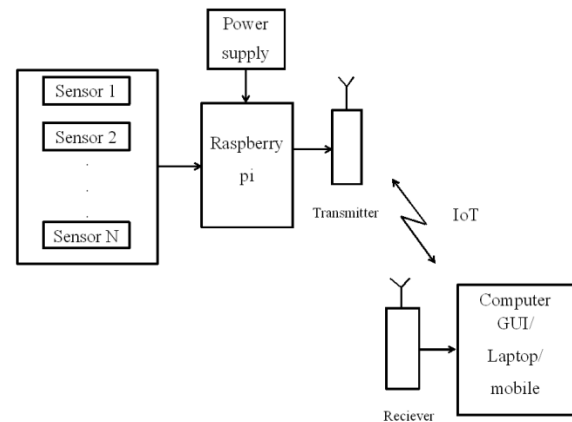 Power
supply
Sensor 1
Sensor 2
.
.
.
Sensor N
Raspberry
pi
Transmitter
IoT
Computer
GUI/
Laptop/
mobile
Reciever